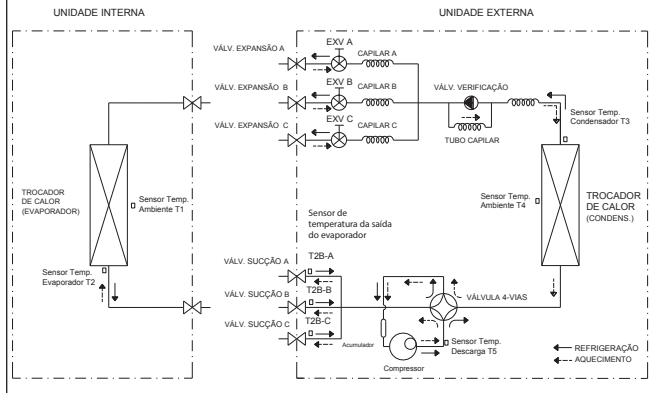 UNIDADE INTERNA
UNIDADE EXTERNA
VÁLV. EXPANSÃO A
EXV A
CAPILAR A
VÁLV. EXPANSÃO B
EXV B
CAPILAR B
VÁLV. VERIFICAÇÃO
VÁLV. EXPANSÃO C
EXV C
CAPILAR C
TUBO CAPILAR
Sensor Temp.
Condensador T3
TROCADOR
DE CALOR
(EVAPORADOR)
Sensor Temp.
Ambiente T1
Sensor Temp.
Ambiente T4
TROCADOR
DE CALOR
(CONDENS.)
Sensor de
temperatura da saída
do evaporador
Sensor Temp.
Evaporador T2
VÁLV. SUCÇÃO A
T2B-A
VÁLV. SUCÇÃO B
T2B-B
VÁLV. SUCÇÃO C
T2B-C
VÁLVULA 4-VIAS
Acumulador
Compressor
Sensor Temp.
Descarga T5
REFRIGERAÇÃO
AQUECIMENTO